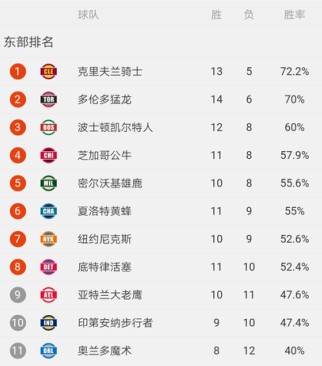 球队 胜 负 胜率
东部排名
1 CLE 克里夫兰骑士 13 5 72.2%
2 TOR 多伦多猛龙 14 6 70%
3 BOS 波士顿凯尔特人 12 8 60%
4 CHI 芝加哥公牛 11 8 57.9%
5 MIL 密尔沃基雄鹿 10 8 55.6%
6 CHA 夏洛特黄蜂 11 9 55%
7 NYK 纽约尼克斯 10 9 52.6%
8 DET 底特律活塞 11 10 52.4%
9 ATL 亚特兰大老鹰 10 11 47.6%
10 IND 印第安纳步行者 9 10 47.4%
11 ORL 奥兰多魔术 8 12 40%